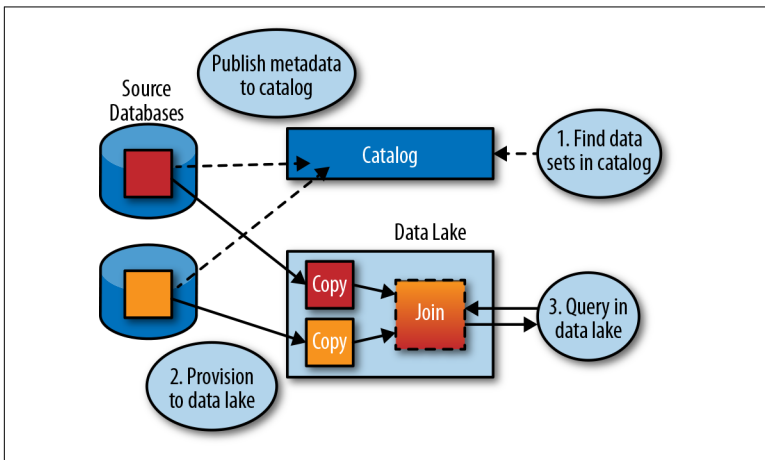 Publish metadata
to catalog
Source
Databases
Catalog
1. Find data
sets in catalog
Data Lake
Copy
Join
Copy
3. Query in
data lake
2. Provision
to data lake